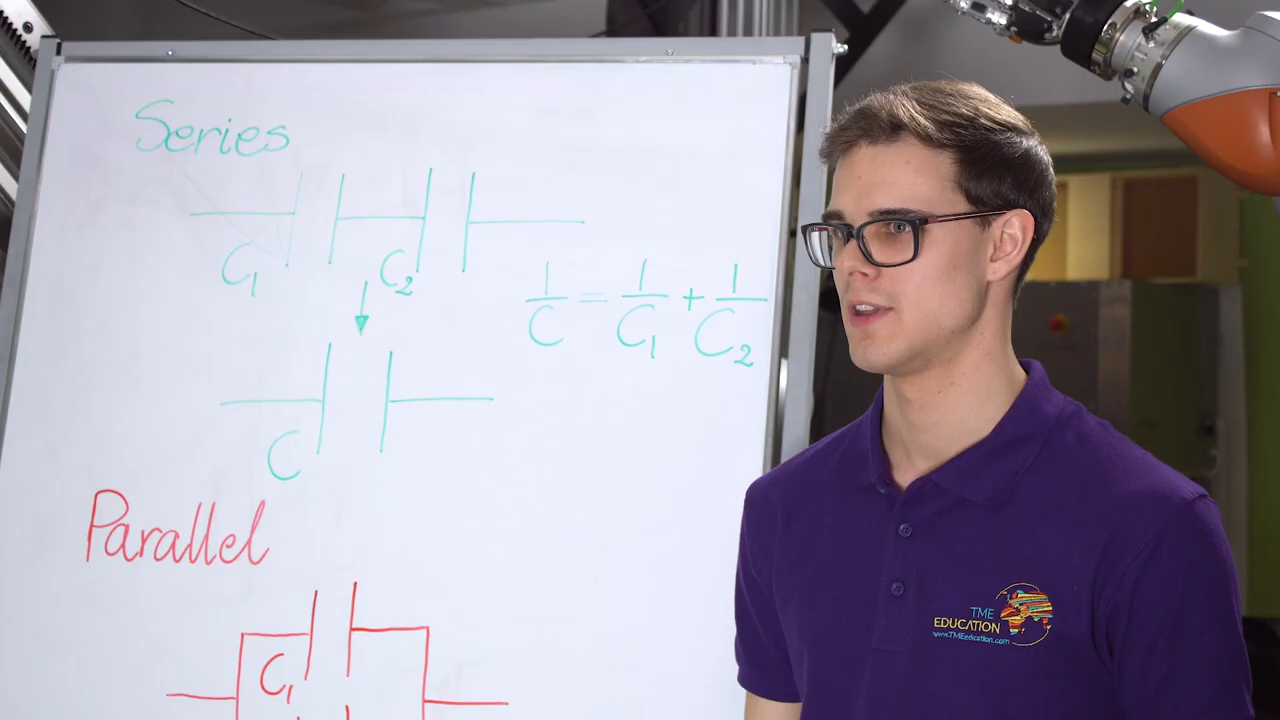 Series
C₁ C₂
1/C = 1/C₁ + 1/C₂
C
Parallel
C₁
TME
EDUCATION
www.TMEeducation.com